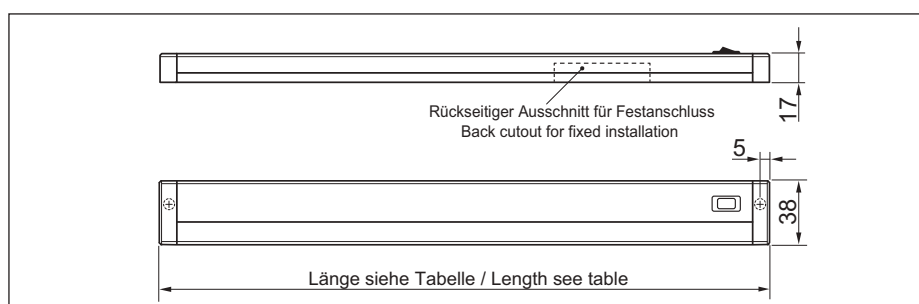 Rückseitiger Ausschnitt für Festanschluss
Back cutout for fixed installation
17
5
38
Länge siehe Tabelle / Length see table